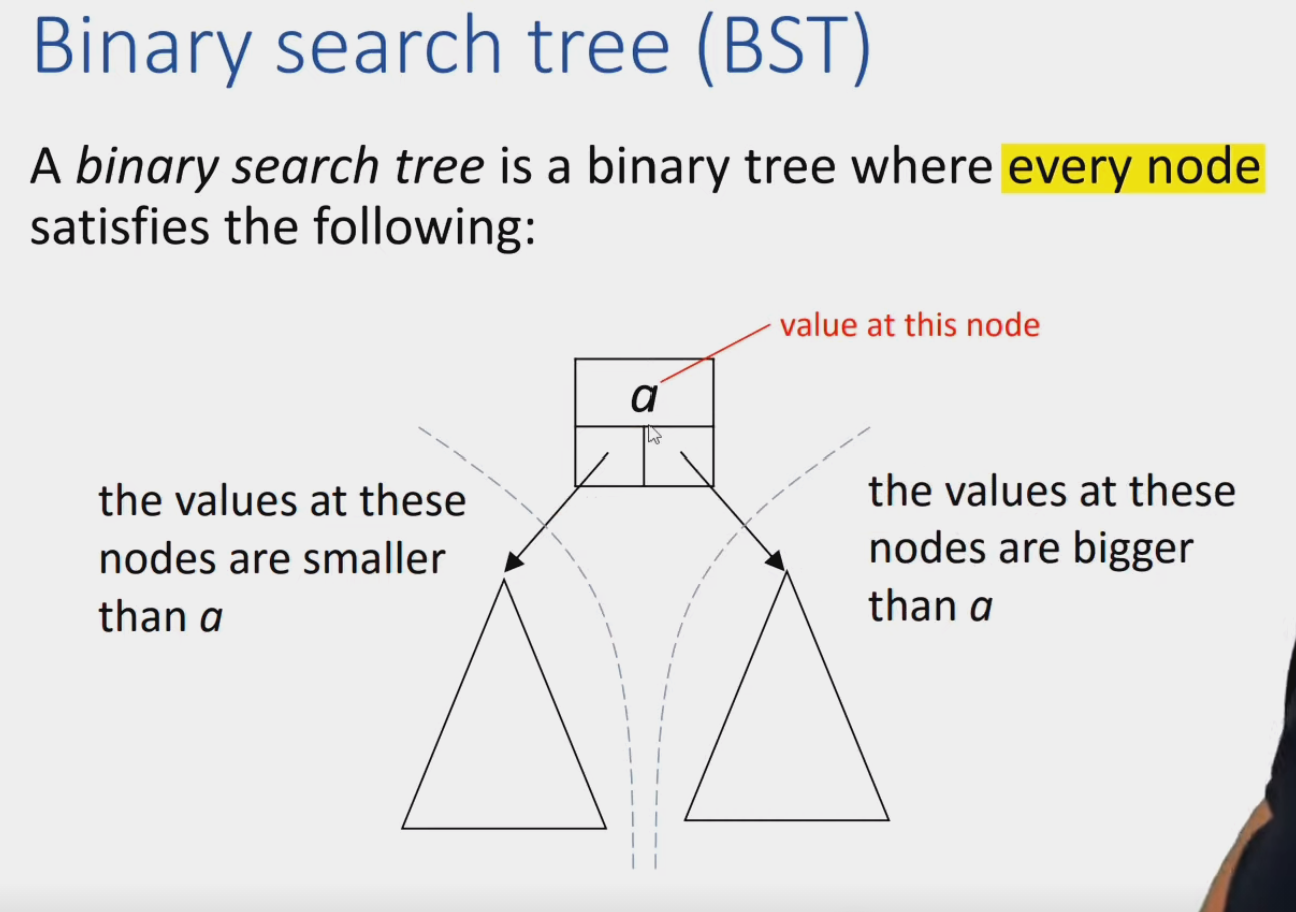 Binary search tree (BST)
A binary search tree is a binary tree where every node
satisfies the following:
value at this node
a
the values at these
nodes are smaller
than a
the values at these
nodes are bigger
than a